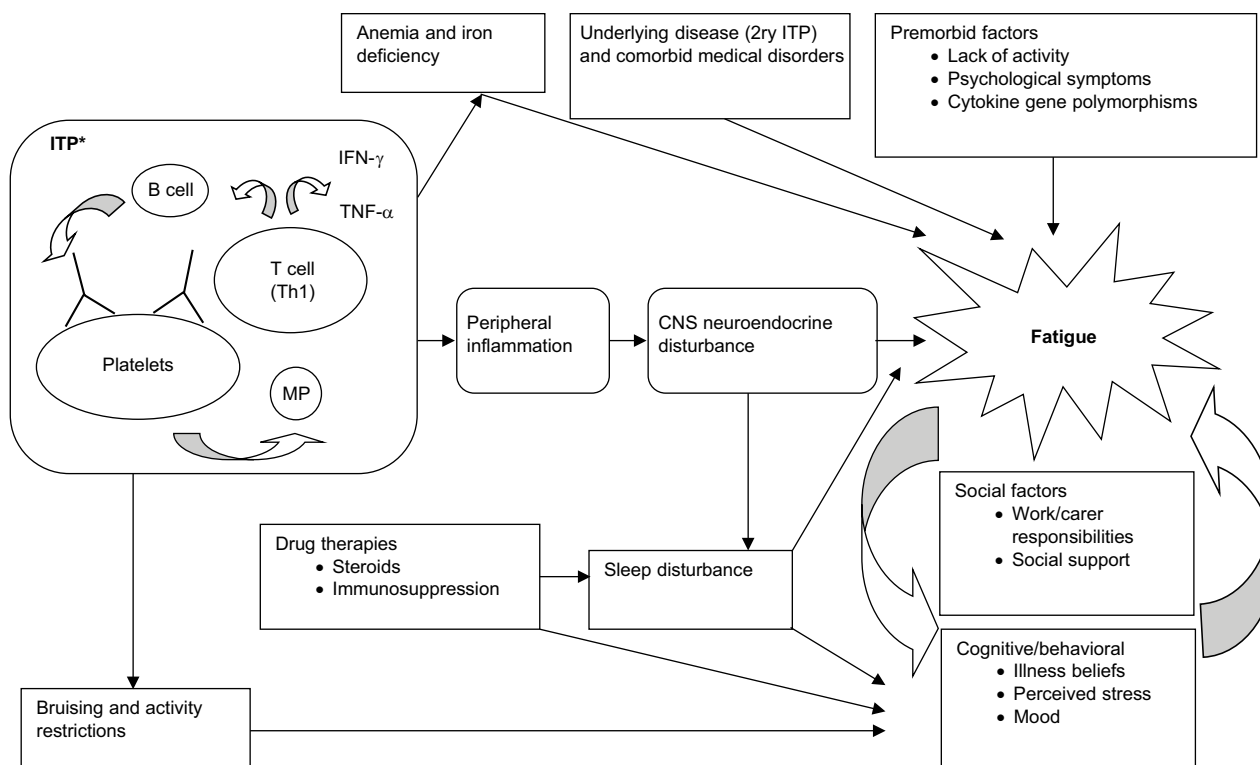 Anemia and iron
deficiency
Underlying disease (2ry ITP)
and comorbid medical disorders
Premorbid factors
• Lack of activity
• Psychological symptoms
• Cytokine gene polymorphisms
ITP*
IFN-γ
B cell
TNF-α
T cell
(Th1)
Platelets
MP
Peripheral
inflammation
CNS neuroendocrine
disturbance
Fatigue
Social factors
• Work/carer
responsibilities
• Social support
Drug therapies
• Steroids
• Immunosuppression
Sleep disturbance
Cognitive/behavioral
• Illness beliefs
• Perceived stress
• Mood
Bruising and activity
restrictions